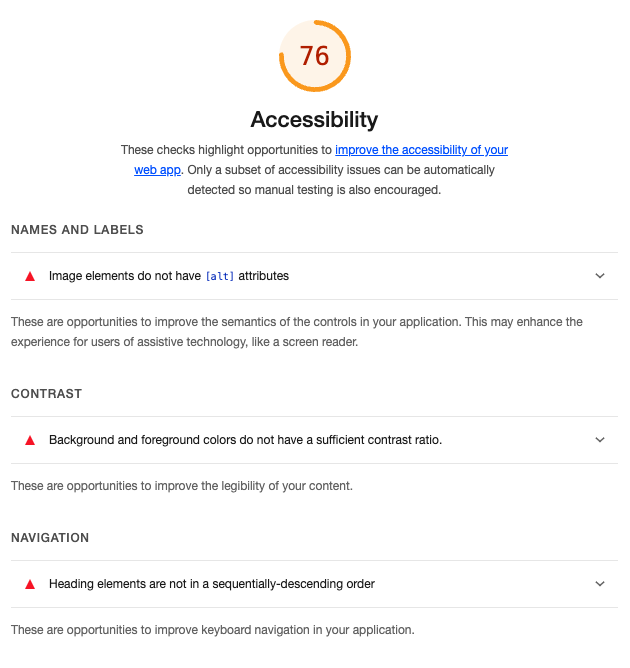 76
Accessibility
These checks highlight opportunities to improve the accessibility of your
web app. Only a subset of accessibility issues can be automatically
detected so manual testing is also encouraged.
NAMES AND LABELS
Image elements do not have [alt] attributes
These are opportunities to improve the semantics of the controls in your application. This may enhance the
experience for users of assistive technology, like a screen reader.
CONTRAST
Background and foreground colors do not have a sufficient contrast ratio.
These are opportunities to improve the legibility of your content.
NAVIGATION
Heading elements are not in a sequentially-descending order
These are opportunities to improve keyboard navigation in your application.